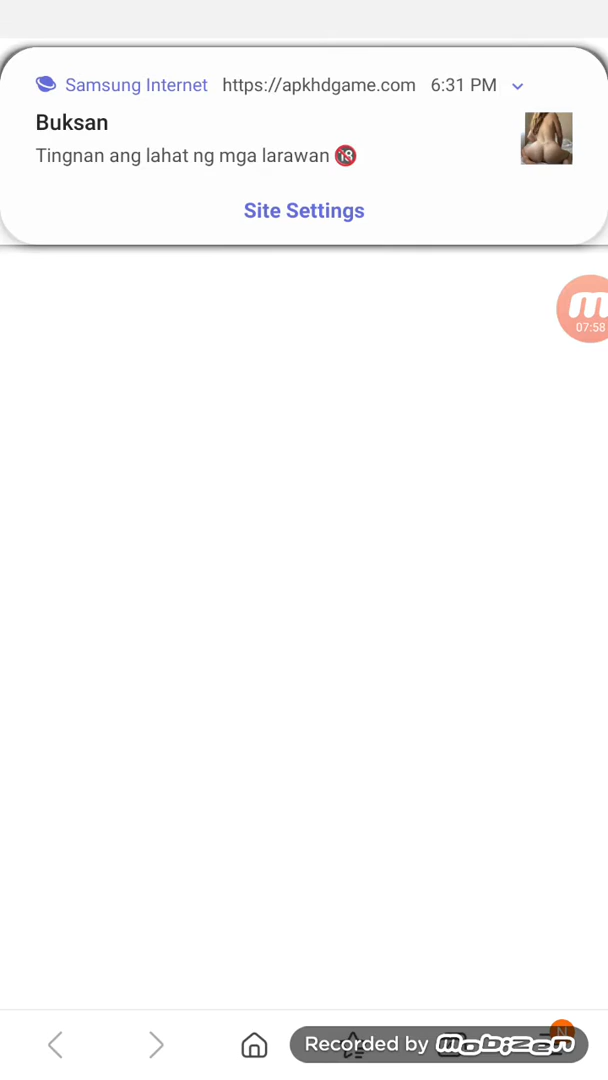 Samsung Internet https://apkhdgame.com 6:31 PM
Buksan
Tingnan ang lahat ng mga larawan 🔞
Site Settings
07:58
N
Recorded by mobizen